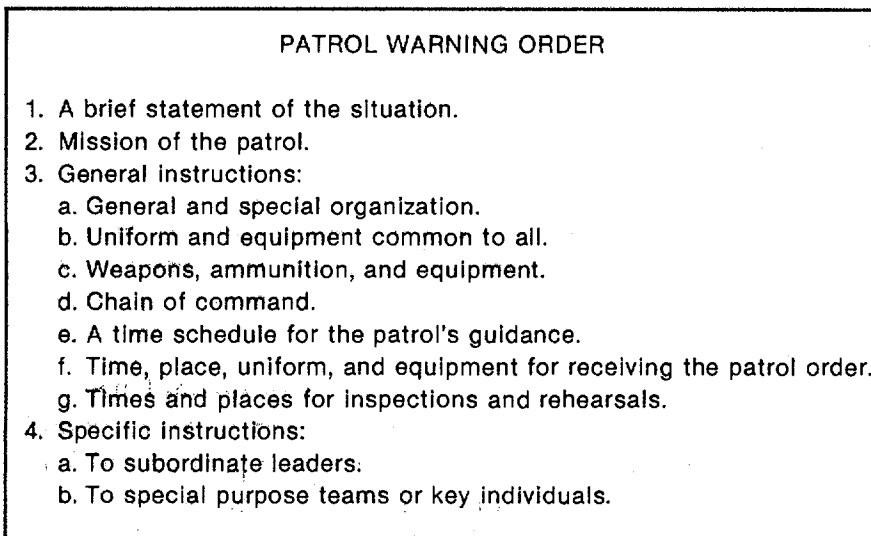 PATROL WARNING ORDER
1. A brief statement of the situation.
2. Mission of the patrol.
3. General instructions:
a. General and special organization.
b. Uniform and equipment common to all.
c. Weapons, ammunition, and equipment.
d. Chain of command.
e. A time schedule for the patrol's guidance.
f. Time, place, uniform, and equipment for receiving the patrol order.
g. Times and places for inspections and rehearsals.
4. Specific instructions:
a. To subordinate leaders.
b. To special purpose teams or key individuals.